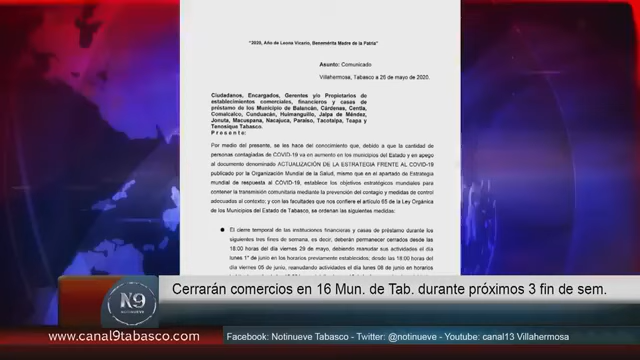 "2020, Año de Leona Vicario, Benemérita Madre de la Patria"
Asunto: Comunicado
Villahermosa, Tabasco a 26 de mayo de 2020.
Ciudadanos, Encargados, Gerentes y/o Propietarios de
establecimientos comerciales, financieros y casas de
préstamo de los Municipio de Balancán, Cárdenas, Centla,
Comalcalco, Cunduacán, Huimanguillo, Jalpa de Méndez,
Jonuta, Macuspana, Nacajuca, Paraíso, Tacotalpa, Teapa y
Tenosique Tabasco.
P r e s e n t e :
Por medio del presente, se les hace del conocimiento que, debido a que la cantidad de
personas contagiadas de COVID-19 va en aumento en los municipios del Estado y en apego
al documento denominado ACTUALIZACIÓN DE LA ESTRATEGIA FRENTE AL COVID-19
publicado por la Organización Mundial de la Salud, mismo que en el apartado de Estrategia
mundial de respuesta al COVID-19, establece los objetivos estratégicos mundiales para
contener la transmisión comunitaria mediante la prevención del contagio y medidas de control
adecuadas al contexto; y con las facultades que nos confiere el artículo 65 de la Ley Orgánica
de los Municipios del Estado de Tabasco, se ordenan las siguientes medidas:
• El cierre temporal de las instituciones financieras y casas de préstamo durante los
siguientes tres fines de semana, es decir, deberán permanecer cerrados desde las
18:00 horas del día viernes 29 de mayo, debiendo reanudar sus actividades el día
lunes 1° de junio en los horarios previamente establecidos; desde las 18:00 horas del
día viernes 05 de junio, reanudando actividades el día lunes 08 de junio en horarios
N9
NOTINUEVE
Cerrarán comercios en 16 Mun. de Tab. durante próximos 3 fin de sem.
www.canal9tabasco.com
Facebook: Notinueve Tabasco - Twitter: @notinueve - Youtube: canal13 Villahermosa